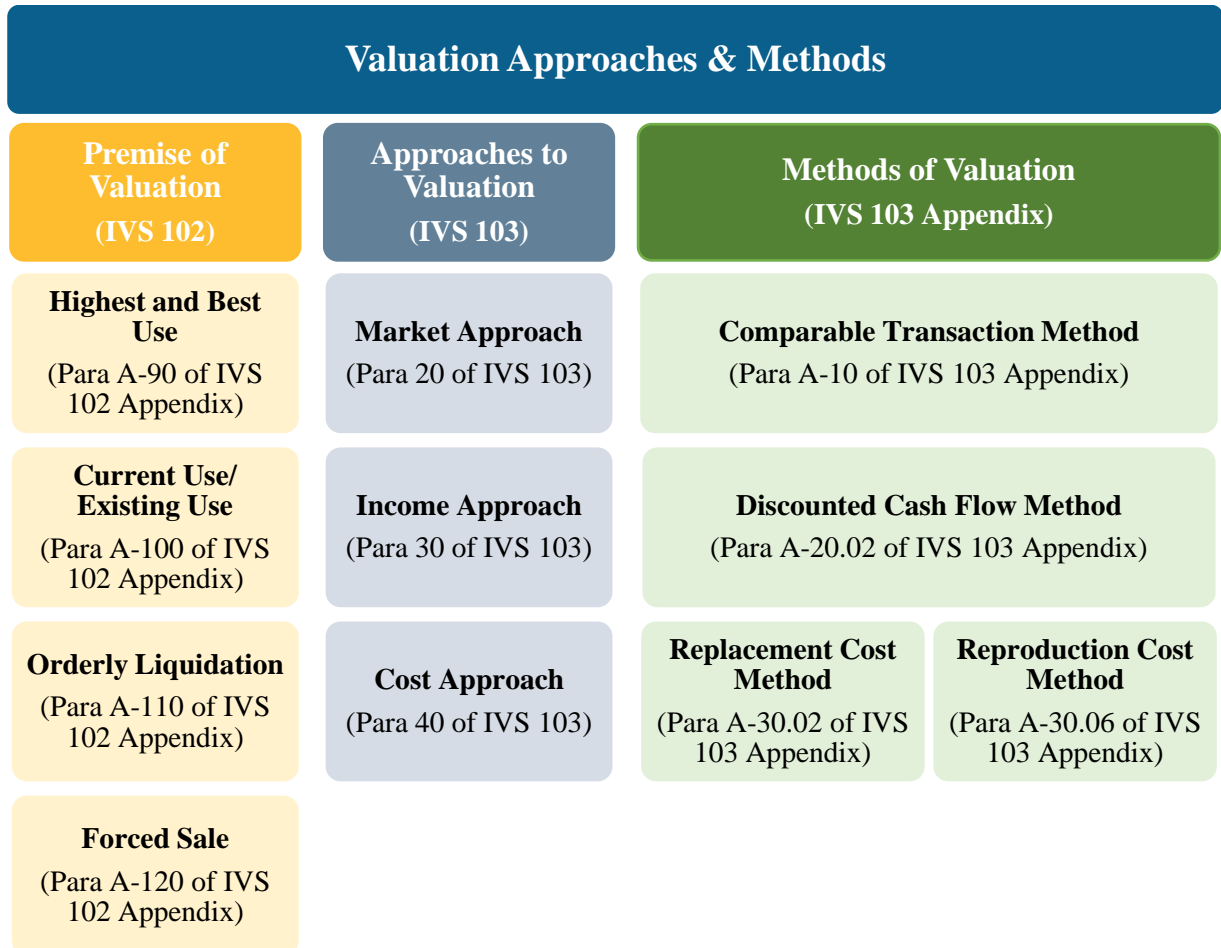 Valuation Approaches & Methods
Premise of
Valuation
(IVS 102)
Approaches to
Valuation
(IVS 103)
Methods of Valuation
(IVS 103 Appendix)
Highest and Best
Use
(Para A-90 of IVS
102 Appendix)
Market Approach
(Para 20 of IVS 103)
Comparable Transaction Method
(Para A-10 of IVS 103 Appendix)
Current Use/
Existing Use
(Para A-100 of IVS
102 Appendix)
Income Approach
(Para 30 of IVS 103)
Discounted Cash Flow Method
(Para A-20.02 of IVS 103 Appendix)
Orderly Liquidation
(Para A-110 of IVS
102 Appendix)
Cost Approach
(Para 40 of IVS 103)
Replacement Cost
Method
(Para A-30.02 of IVS
103 Appendix)
Reproduction Cost
Method
(Para A-30.06 of IVS
103 Appendix)
Forced Sale
(Para A-120 of IVS
102 Appendix)